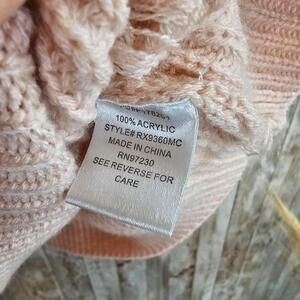 100% ACRYLIC
STYLE# RX9360MC
MADE IN CHINA
RN97230
SEE REVERSE FOR
CARE